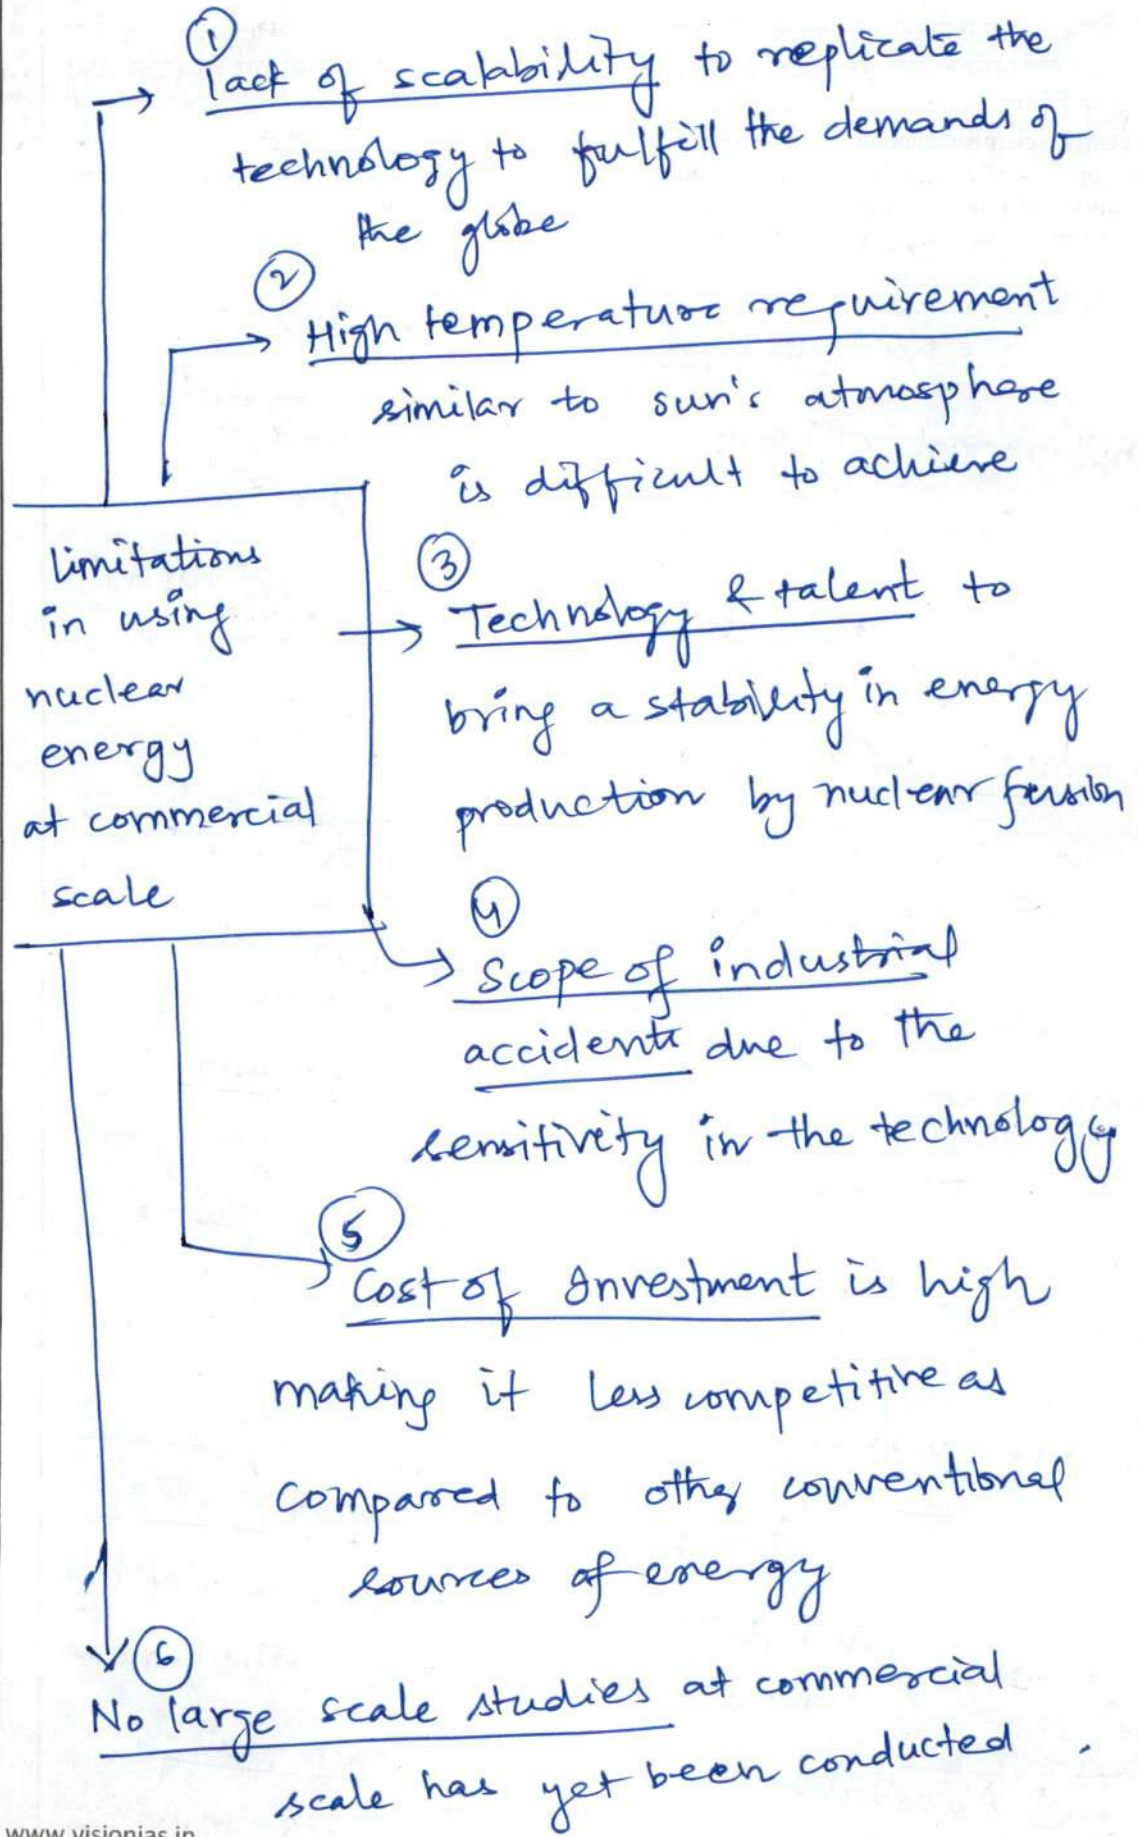 ①
lack of scalability to replicate the
technology to fulfill the demands of
the globe
②
High temperature requirement
similar to sun's atmosphere
is difficult to achieve
limitations
in using
nuclear
energy
at commercial
scale
③
Technology & talent to
bring a stability in energy
production by nuclear fusion
④
Scope of industrial
accidents due to the
sensitivity in the technology
⑤
Cost of Investment is high
making it less competitive as
compared to other conventional
sources of energy
⑥
No large scale studies at commercial
scale has yet been conducted.
www.visionias.in